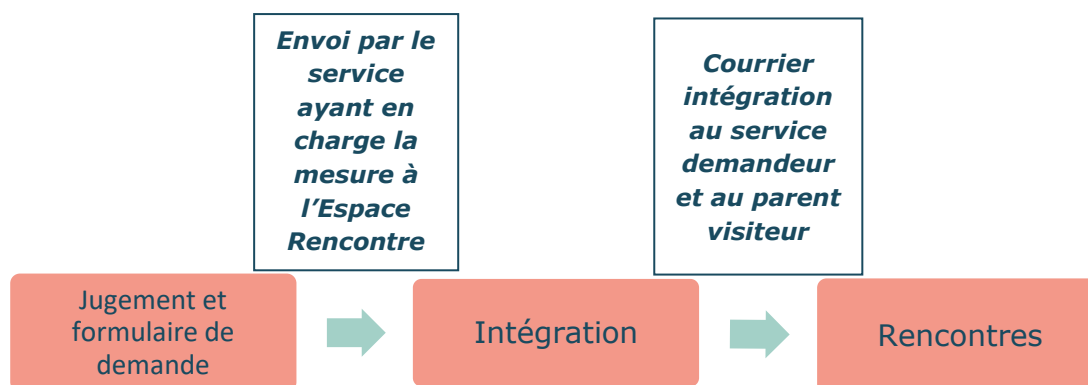 Envoi par le
service
ayant en
charge la
mesure à
l'Espace
Rencontre
Courrier
intégration
au service
demandeur
et au parent
visiteur
Jugement et
formulaire de
demande
Intégration
Rencontres